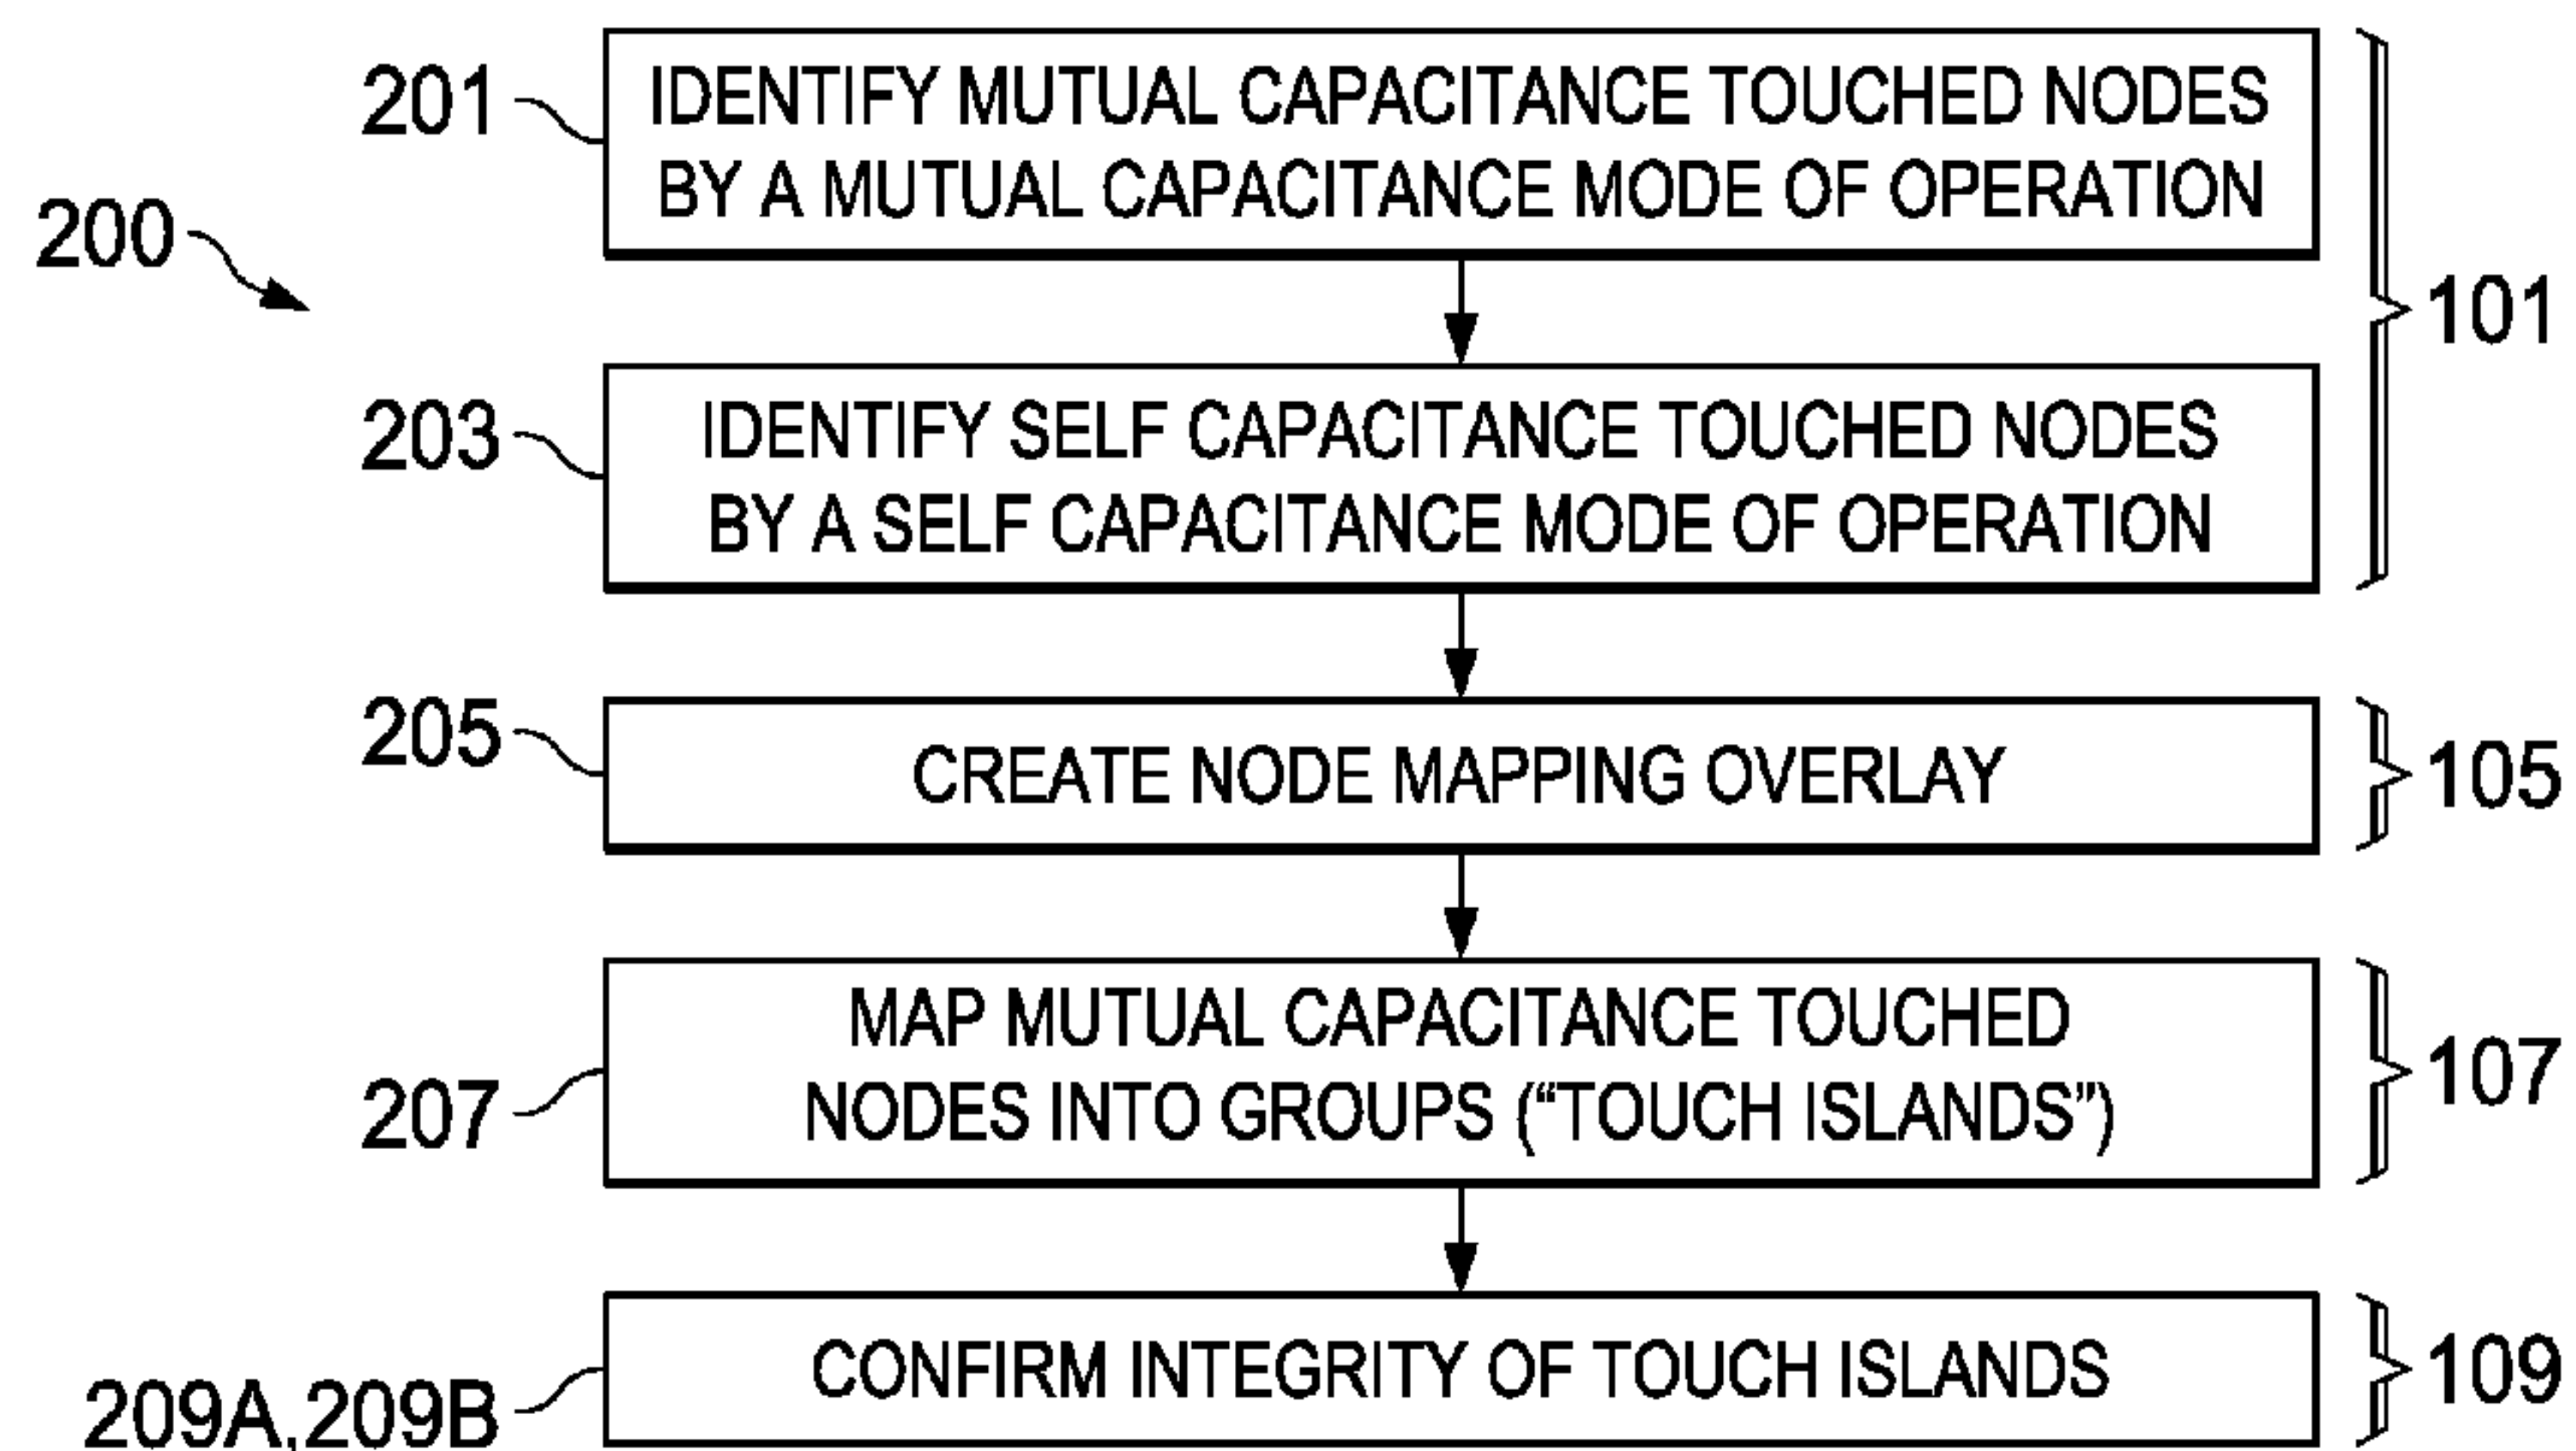 201
IDENTIFY MUTUAL CAPACITANCE TOUCHED NODES
BY A MUTUAL CAPACITANCE MODE OF OPERATION
200
101
203
IDENTIFY SELF CAPACITANCE TOUCHED NODES
BY A SELF CAPACITANCE MODE OF OPERATION
205
CREATE NODE MAPPING OVERLAY
105
207
MAP MUTUAL CAPACITANCE TOUCHED
NODES INTO GROUPS (“TOUCH ISLANDS”)
107
209A,209B
CONFIRM INTEGRITY OF TOUCH ISLANDS
109